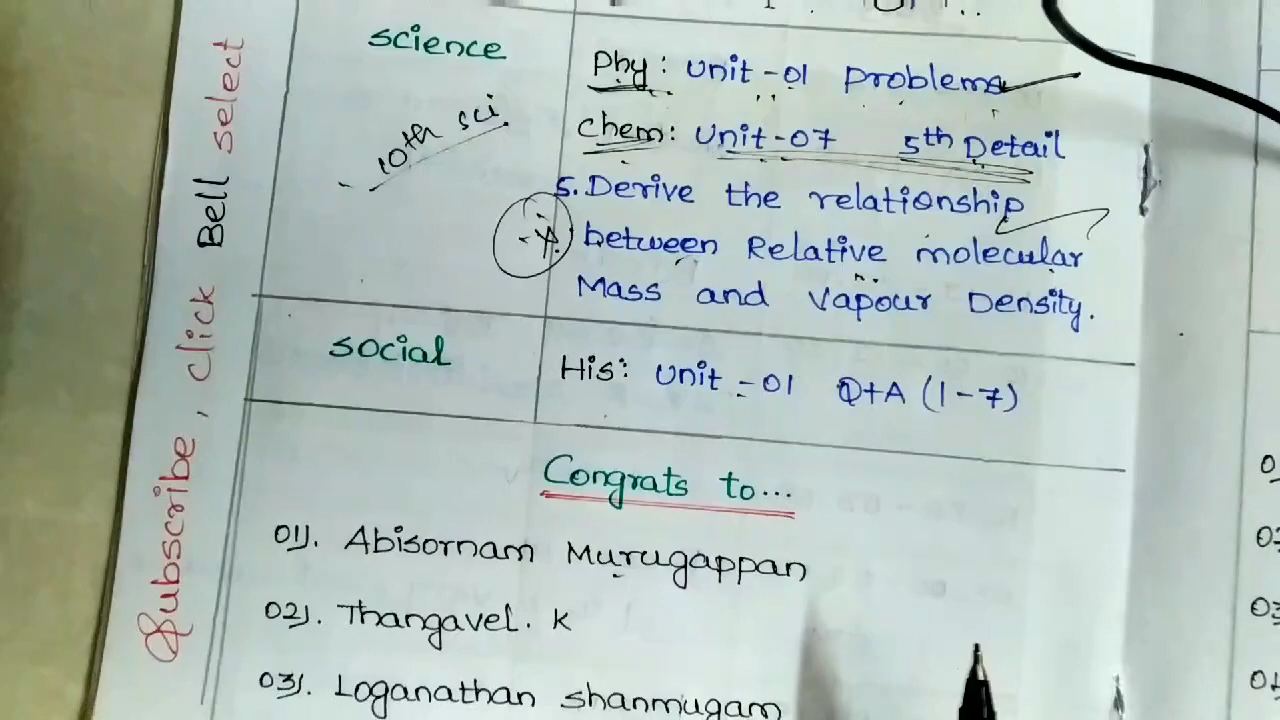 Subscribe, click Bell select
science
10th sci
Phy: Unit-01 Problems
Chem: Unit-07 5th Detail
5. Derive the relationship
between Relative molecular
Mass and Vapour Density.
social
His: Unit-01 Q+A (1-7)
Congrats to...
01). Abisornam Murugappan
02). Thangavel. K
03). Loganathan Shanmugam